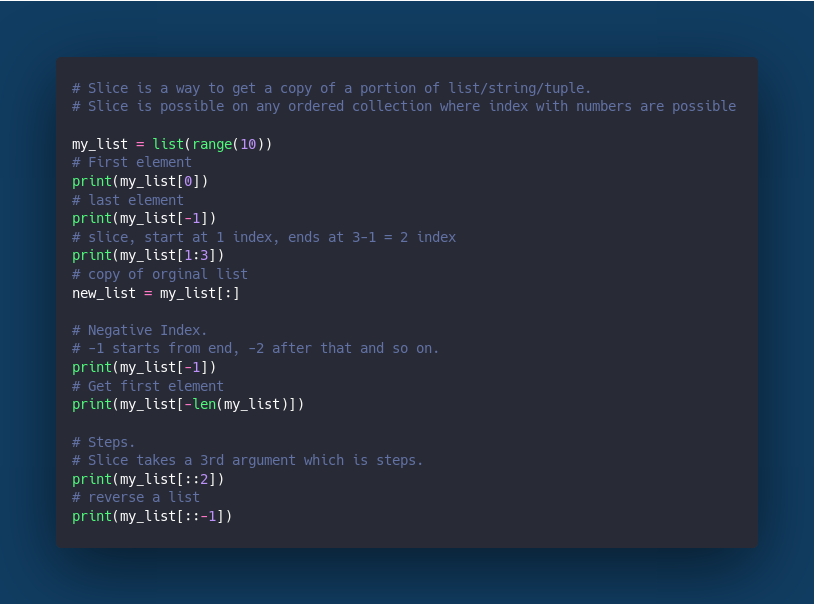 # Slice is a way to get a copy of a portion of list/string/tuple.
# Slice is possible on any ordered collection where index with numbers are possible
my_list = list(range(10))
# First element
print(my_list[0])
# last element
print(my_list[-1])
# slice, start at 1 index, ends at 3-1 = 2 index
print(my_list[1:3])
# copy of orginal list
new_list = my_list[:]
# Negative Index.
# -1 starts from end, -2 after that and so on.
print(my_list[-1])
# Get first element
print(my_list[-len(my_list)])
# Steps.
# Slice takes a 3rd argument which is steps.
print(my_list[::2])
# reverse a list
print(my_list[::-1])